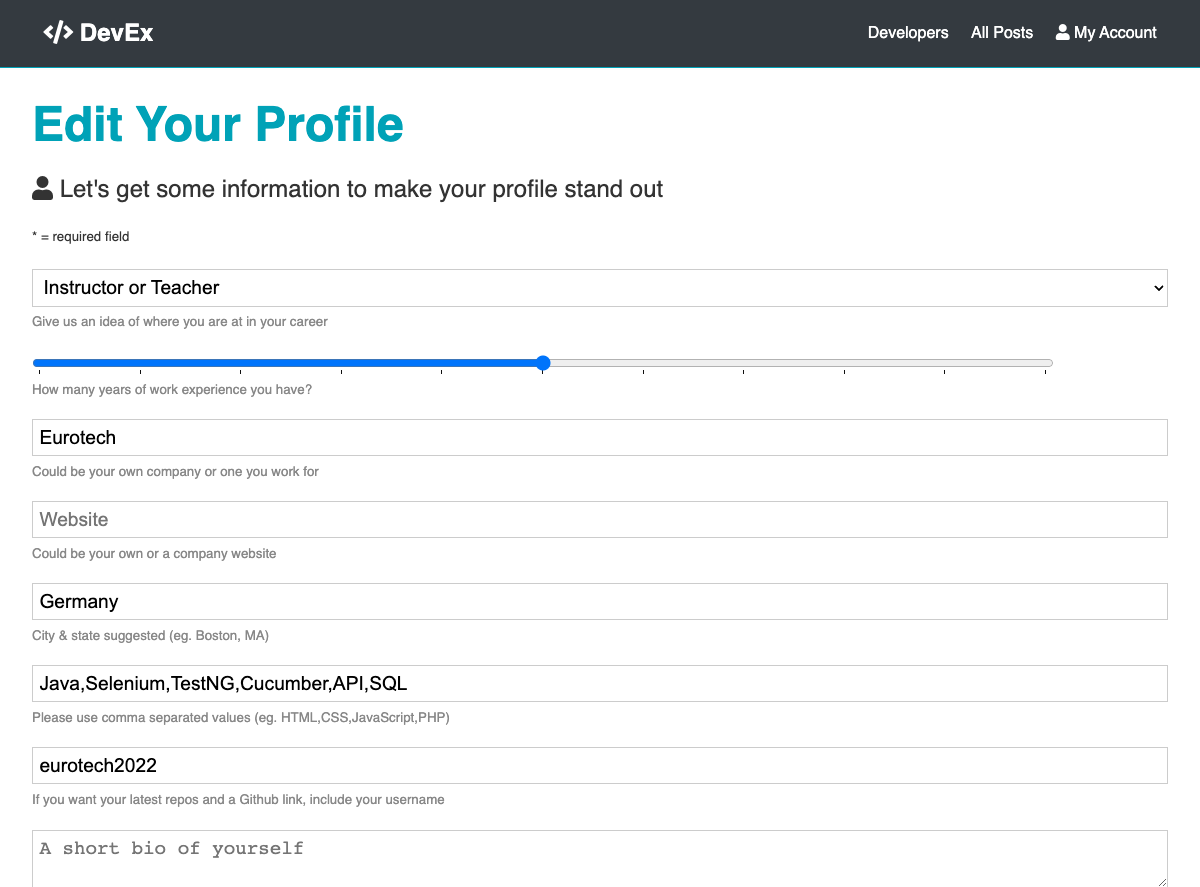 </> DevEx
Developers All Posts My Account
Edit Your Profile
Let's get some information to make your profile stand out
* = required field
Instructor or Teacher
Give us an idea of where you are at in your career
How many years of work experience you have?
Eurotech
Could be your own company or one you work for
Website
Could be your own or a company website
Germany
City & state suggested (eg. Boston, MA)
Java,Selenium,TestNG,Cucumber,API,SQL
Please use comma separated values (eg. HTML,CSS,JavaScript,PHP)
eurotech2022
If you want your latest repos and a Github link, include your username
A short bio of yourself